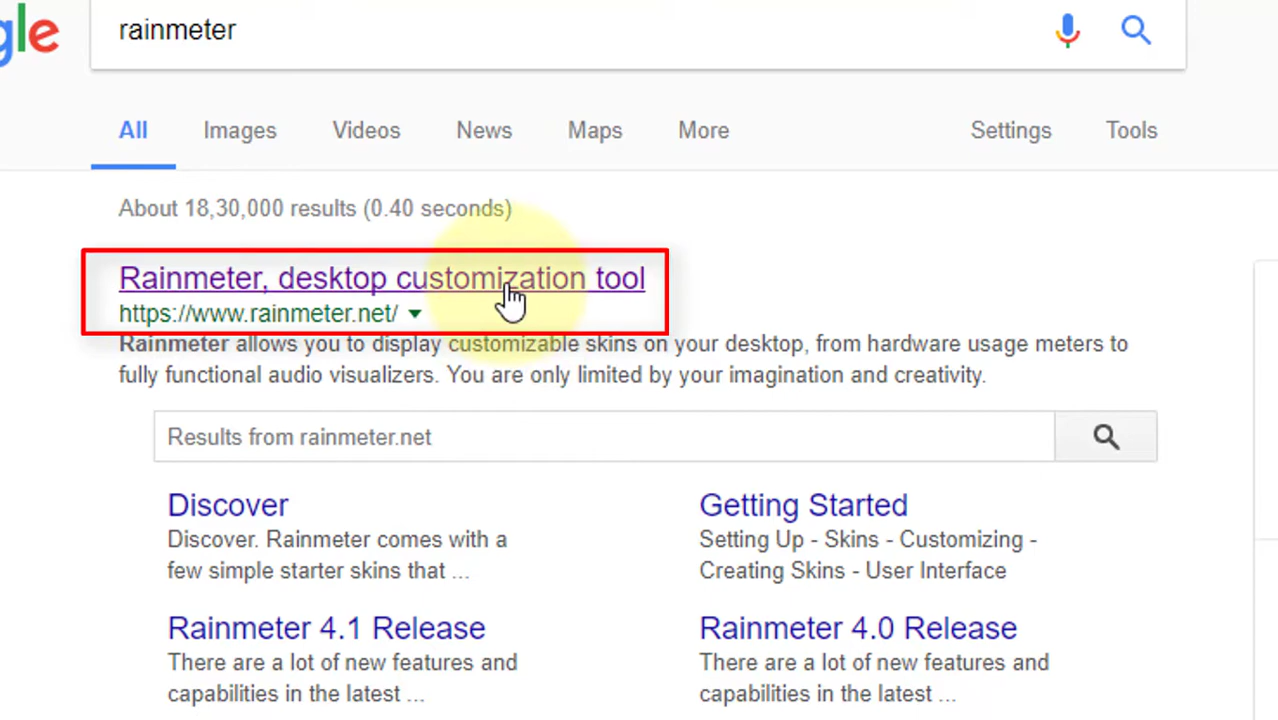 gle
rainmeter
All Images Videos News Maps More Settings Tools
About 18,30,000 results (0.40 seconds)
Rainmeter, desktop customization tool
https://www.rainmeter.net/
Rainmeter allows you to display customizable skins on your desktop, from hardware usage meters to
fully functional audio visualizers. You are only limited by your imagination and creativity.
Results from rainmeter.net
Discover
Discover. Rainmeter comes with a
few simple starter skins that ...
Getting Started
Setting Up - Skins - Customizing -
Creating Skins - User Interface
Rainmeter 4.1 Release
There are a lot of new features and
capabilities in the latest ...
Rainmeter 4.0 Release
There are a lot of new features and
capabilities in the latest ...